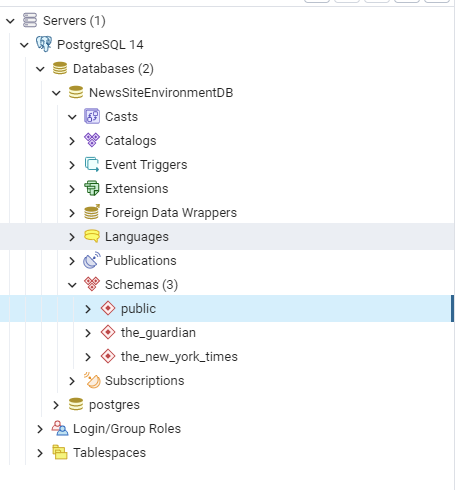 Servers (1)
PostgreSQL 14
Databases (2)
NewsSiteEnvironmentDB
Casts
Catalogs
Event Triggers
Extensions
Foreign Data Wrappers
Languages
Publications
Schemas (3)
public
the_guardian
the_new_york_times
Subscriptions
postgres
Login/Group Roles
Tablespaces